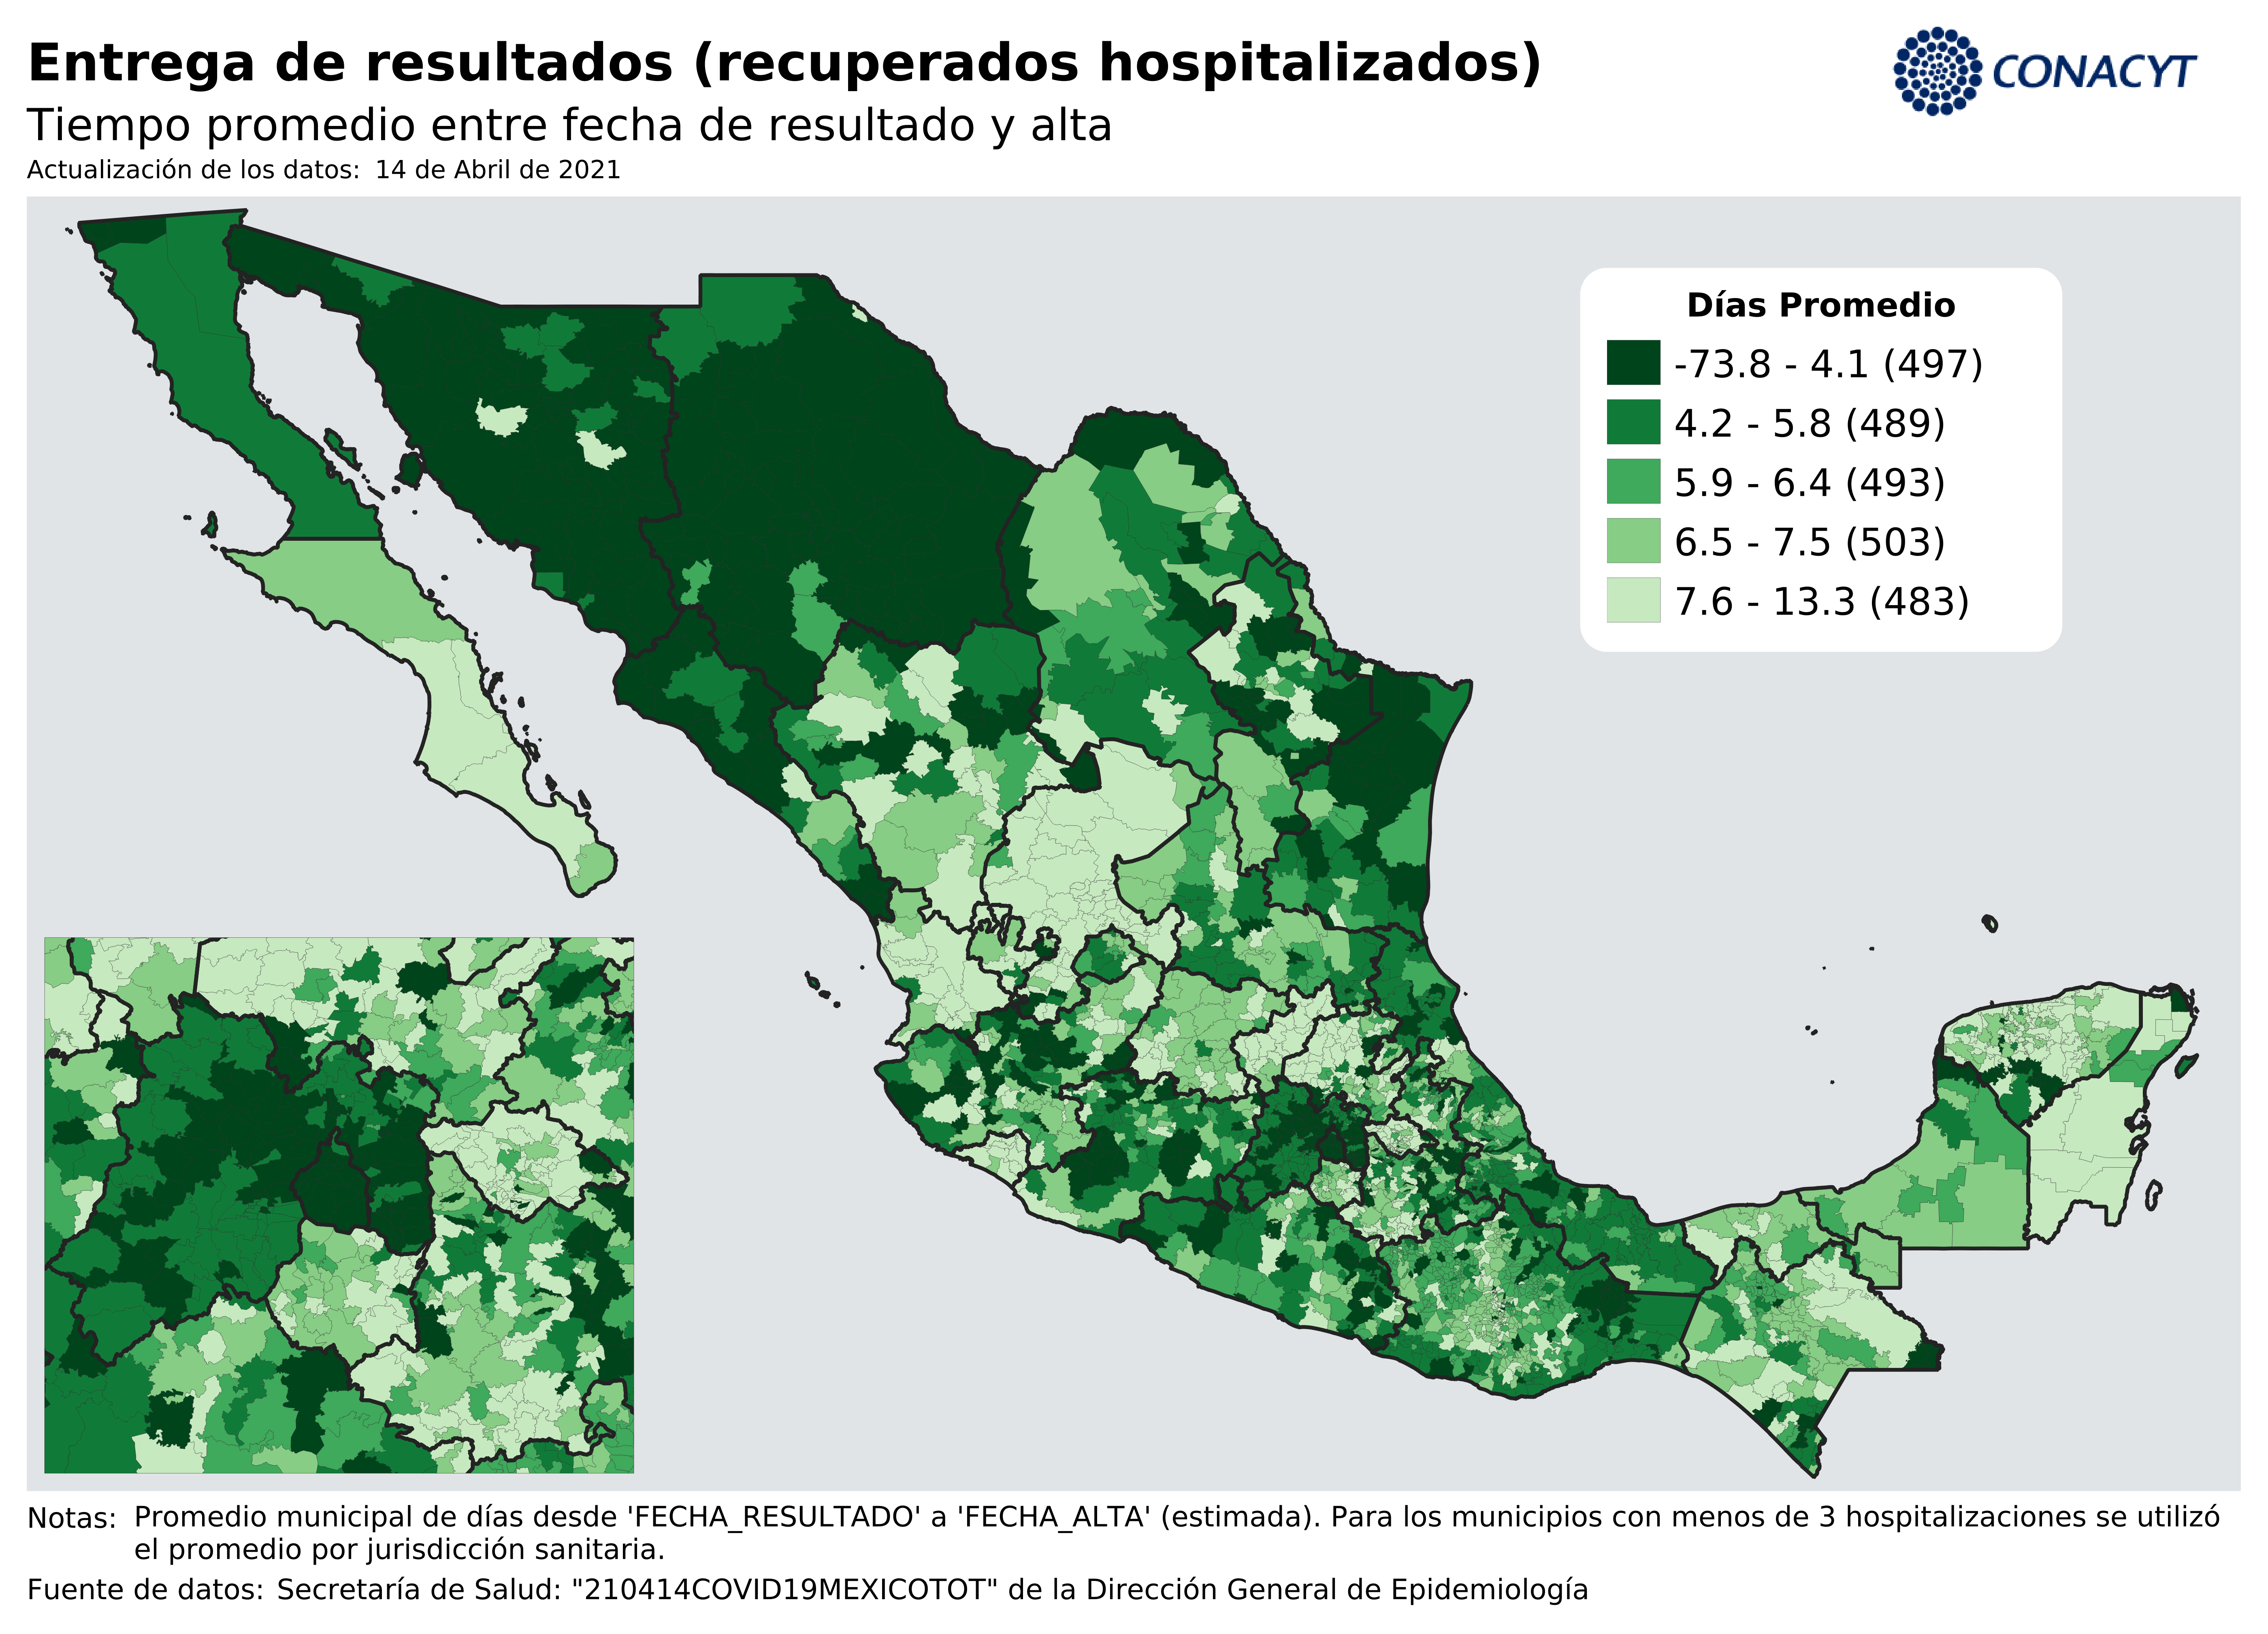 Entrega de resultados (recuperados hospitalizados)
Tiempo promedio entre fecha de resultado y alta
Actualización de los datos: 14 de Abril de 2021
CONACYT
Días Promedio
-73.8 - 4.1 (497)
4.2 - 5.8 (489)
5.9 - 6.4 (493)
6.5 - 7.5 (503)
7.6 - 13.3 (483)
Notas: Promedio municipal de días desde 'FECHA_RESULTADO' a 'FECHA_ALTA' (estimada). Para los municipios con menos de 3 hospitalizaciones se utilizó
el promedio por jurisdicción sanitaria.
Fuente de datos: Secretaría de Salud: "210414COVID19MEXICOTOT" de la Dirección General de Epidemiología